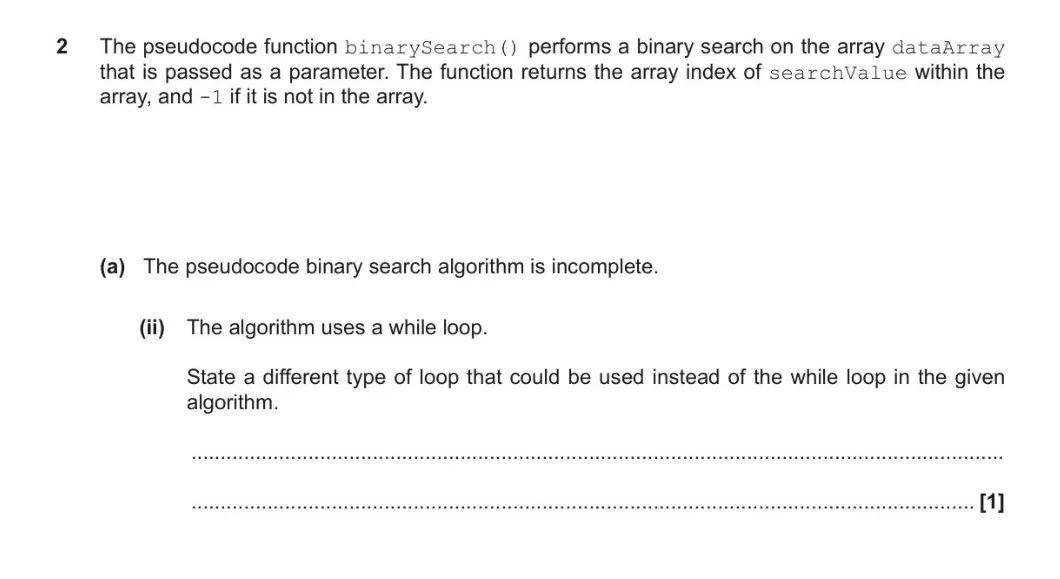 2 The pseudocode function binarySearch() performs a binary search on the array dataArray
that is passed as a parameter. The function returns the array index of searchValue within the
array, and -1 if it is not in the array.
(a) The pseudocode binary search algorithm is incomplete.
(ii) The algorithm uses a while loop.
State a different type of loop that could be used instead of the while loop in the given
algorithm.
..........................................................................................
.......................................................................................... [1]